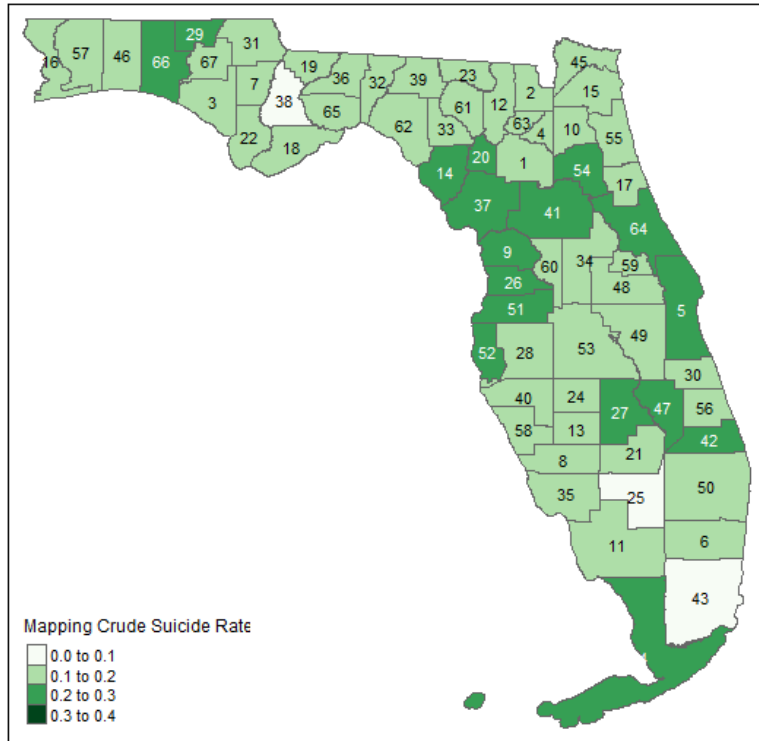 29
16 57 46 66 67 31
19 36 32 39 23 2 45
7 38 3 65 61 12 15
62 33 63 4 10 55
22 18 20 1
14 54 17
37 41 64
9 60 34 59
26 48
51 5
52 28 53 49
30
40 24 27 47 56
58 13 42
8 21
35 25 50
11 6
43
Mapping Crude Suicide Rate
0.0 to 0.1
0.1 to 0.2
0.2 to 0.3
0.3 to 0.4